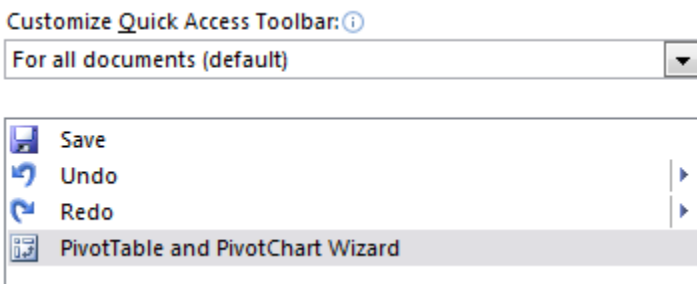 Customize Quick Access Toolbar:
For all documents (default)
Save
Undo
Redo
PivotTable and PivotChart Wizard